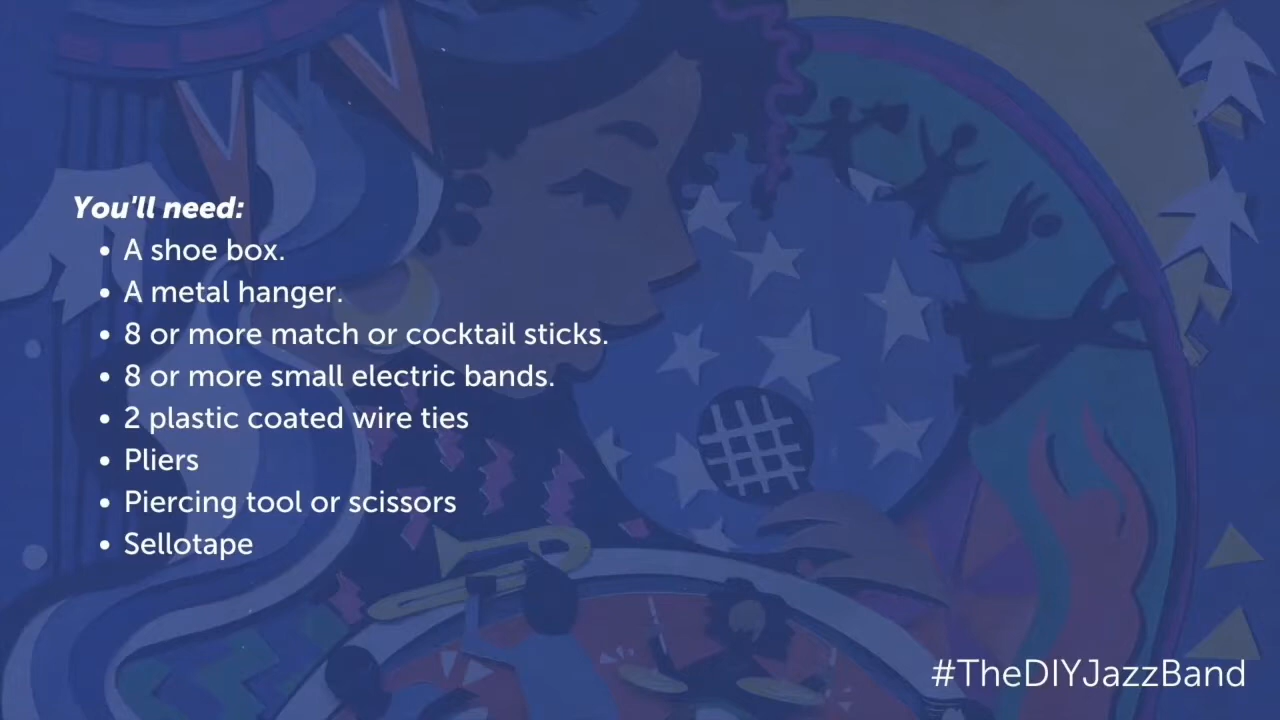 You'll need:
• A shoe box.
• A metal hanger.
• 8 or more match or cocktail sticks.
• 8 or more small electric bands.
• 2 plastic coated wire ties
• Pliers
• Piercing tool or scissors
• Sellotape
#TheDIYJazzBand